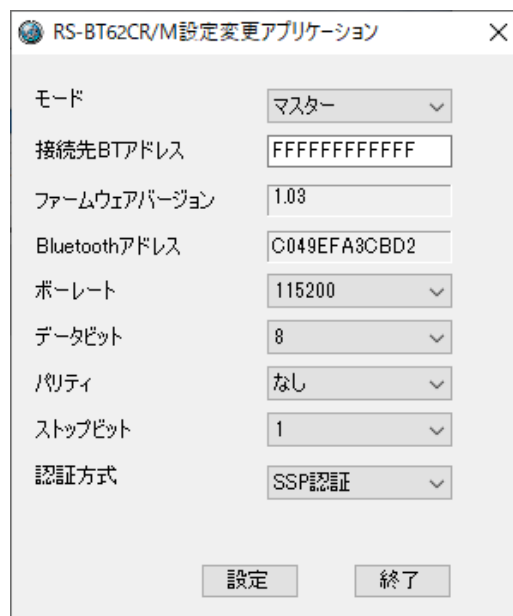 RS-BT62CR/M設定変更アプリケーション
モード マスター
接続先BTアドレス FFFFFFFFFFFF
ファームウェアバージョン 1.03
Bluetoothアドレス C049EFA3CBD2
ボーレート 115200
データビット 8
パリティ なし
ストップビット 1
認証方式 SSP認証
設定 終了